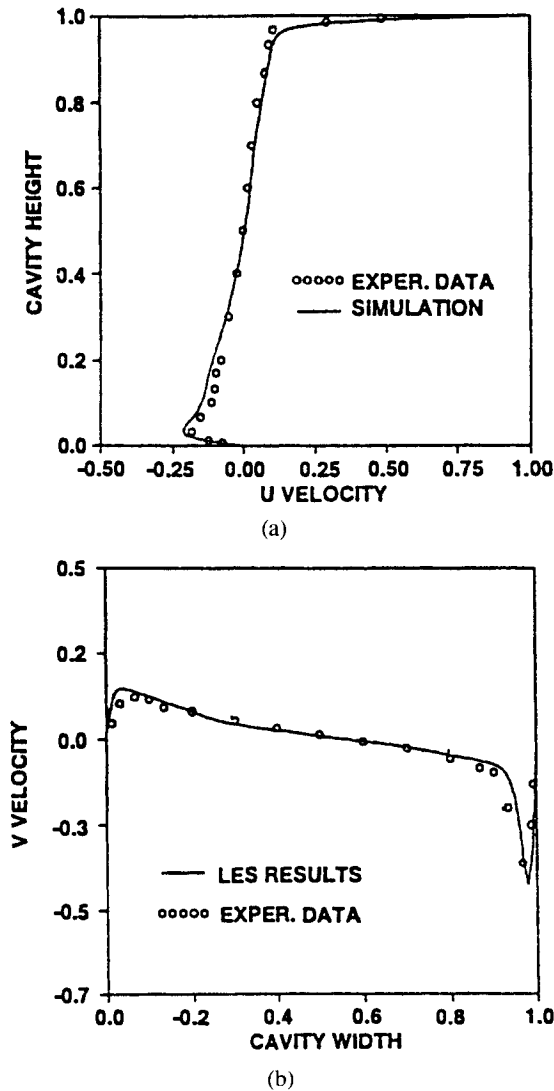 1.0
0.8
0.6
0.4
0.2
0.0
CAVITY HEIGHT
ooooo EXPER. DATA
— SIMULATION
-0.50 -0.25 0.00 0.25 0.50 0.75 1.00
U VELOCITY
(a)
0.5
0.2
0.0
-0.3
-0.5
-0.7
V VELOCITY
— LES RESULTS
ooooo EXPER. DATA
0.0 -0.2 0.4 0.6 0.8 1.0
CAVITY WIDTH
(b)